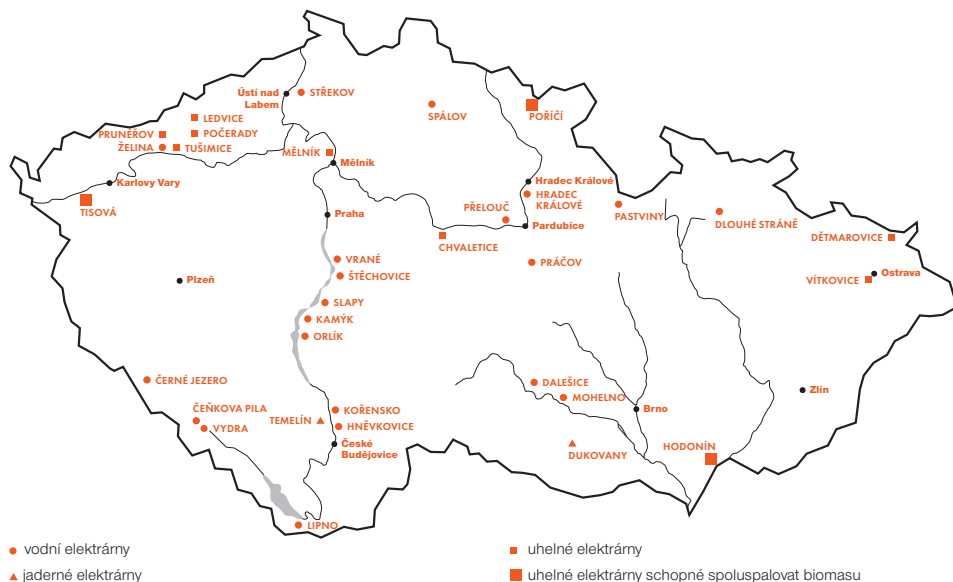 Ústí nad
Labem
STŘEKOV
SPÁLOV
POŘÍČÍ
LEDVICE
PRUNÉŘOV
POČERADY
ŽELINA
TUŠIMICE
MĚLNÍK
Mělník
Karlovy Vary
TISOVÁ
Praha
Hradec Králové
HRADEC
KRÁLOVÉ
PŘELOUČ
Pardubice
PASTVINY
DLOUHÉ STRÁNĚ
CHVALETICE
DĚTMAROVICE
VRANÉ
ŠTĚCHOVICE
PRÁČOV
Ostrava
VÍTKOVICE
Plzeň
SLAPY
KAMÝK
ORLÍK
ČERNÉ JEZERO
DALEŠICE
MOHELNO
Zlín
ČEŇKOVA PILA
VYDRA
TEMELÍN
KOŘENSKO
HNĚVKOVICE
Brno
České
Budějovice
DUKOVANY
HODONÍN
LIPNO
vodní elektrárny
uhelné elektrárny
jaderné elektrárny
uhelné elektrárny schopné spoluspalovat biomasu